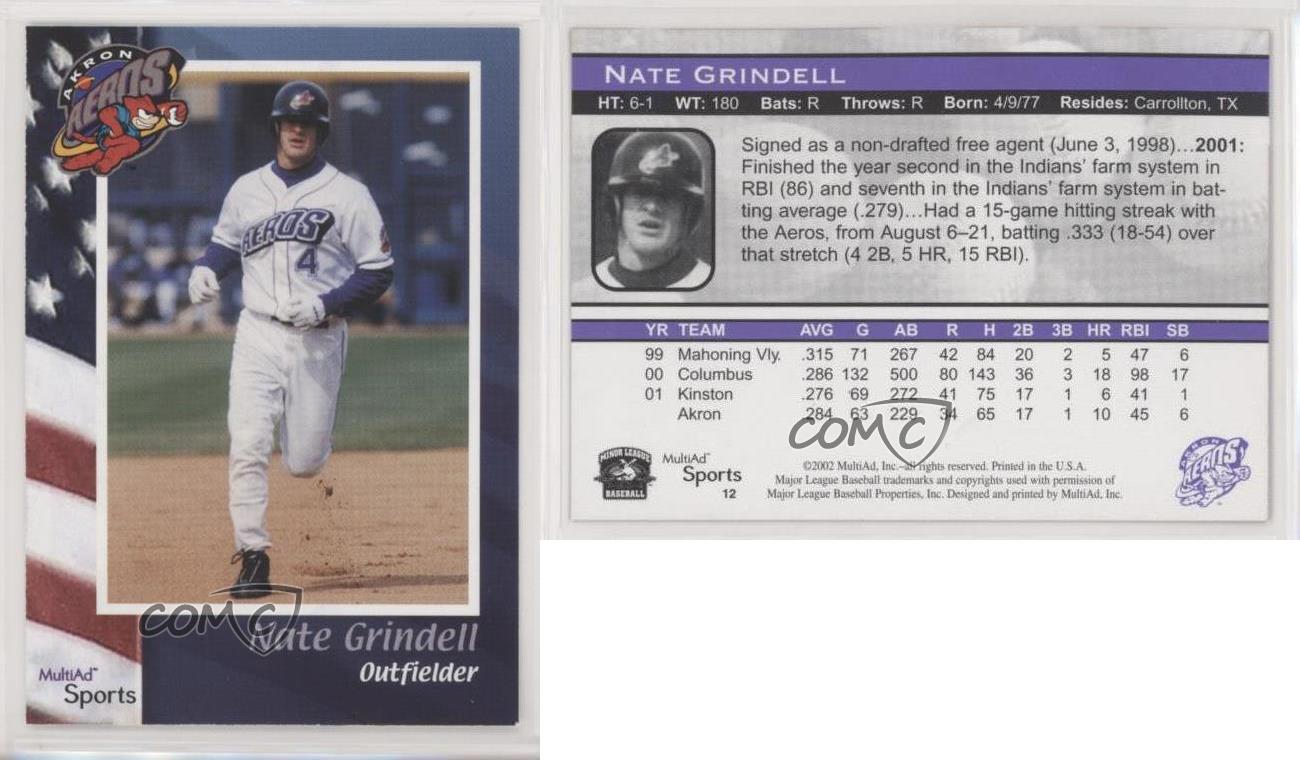 AKRON
AEROS
AEROS
4
COMC
Nate Grindell
Outfielder
MultiAd™
Sports
NATE GRINDELL
HT: 6-1 WT: 180 Bats: R Throws: R Born: 4/9/77 Resides: Carrollton, TX
Signed as a non-drafted free agent (June 3, 1998)...2001:
Finished the year second in the Indians' farm system in
RBI (86) and seventh in the Indians' farm system in bat-
ting average (.279)...Had a 15-game hitting streak with
the Aeros, from August 6–21, batting .333 (18-54) over
that stretch (4 2B, 5 HR, 15 RBI).
YR TEAM AVG G AB R H 2B 3B HR RBI SB
99 Mahoning Vly. .315 71 267 42 84 20 2 5 47 6
00 Columbus .286 132 500 80 143 36 3 18 98 17
01 Kinston .276 69 272 41 75 17 1 6 41 1
Akron .284 63 229 34 65 17 1 10 45 6
COMC
MINOR LEAGUE
BASEBALL
MultiAd™
Sports
12
©2002 MultiAd, Inc.–all rights reserved. Printed in the U.S.A.
Major League Baseball trademarks and copyrights used with permission of
Major League Baseball Properties, Inc. Designed and printed by MultiAd, Inc.
AKRON
AEROS